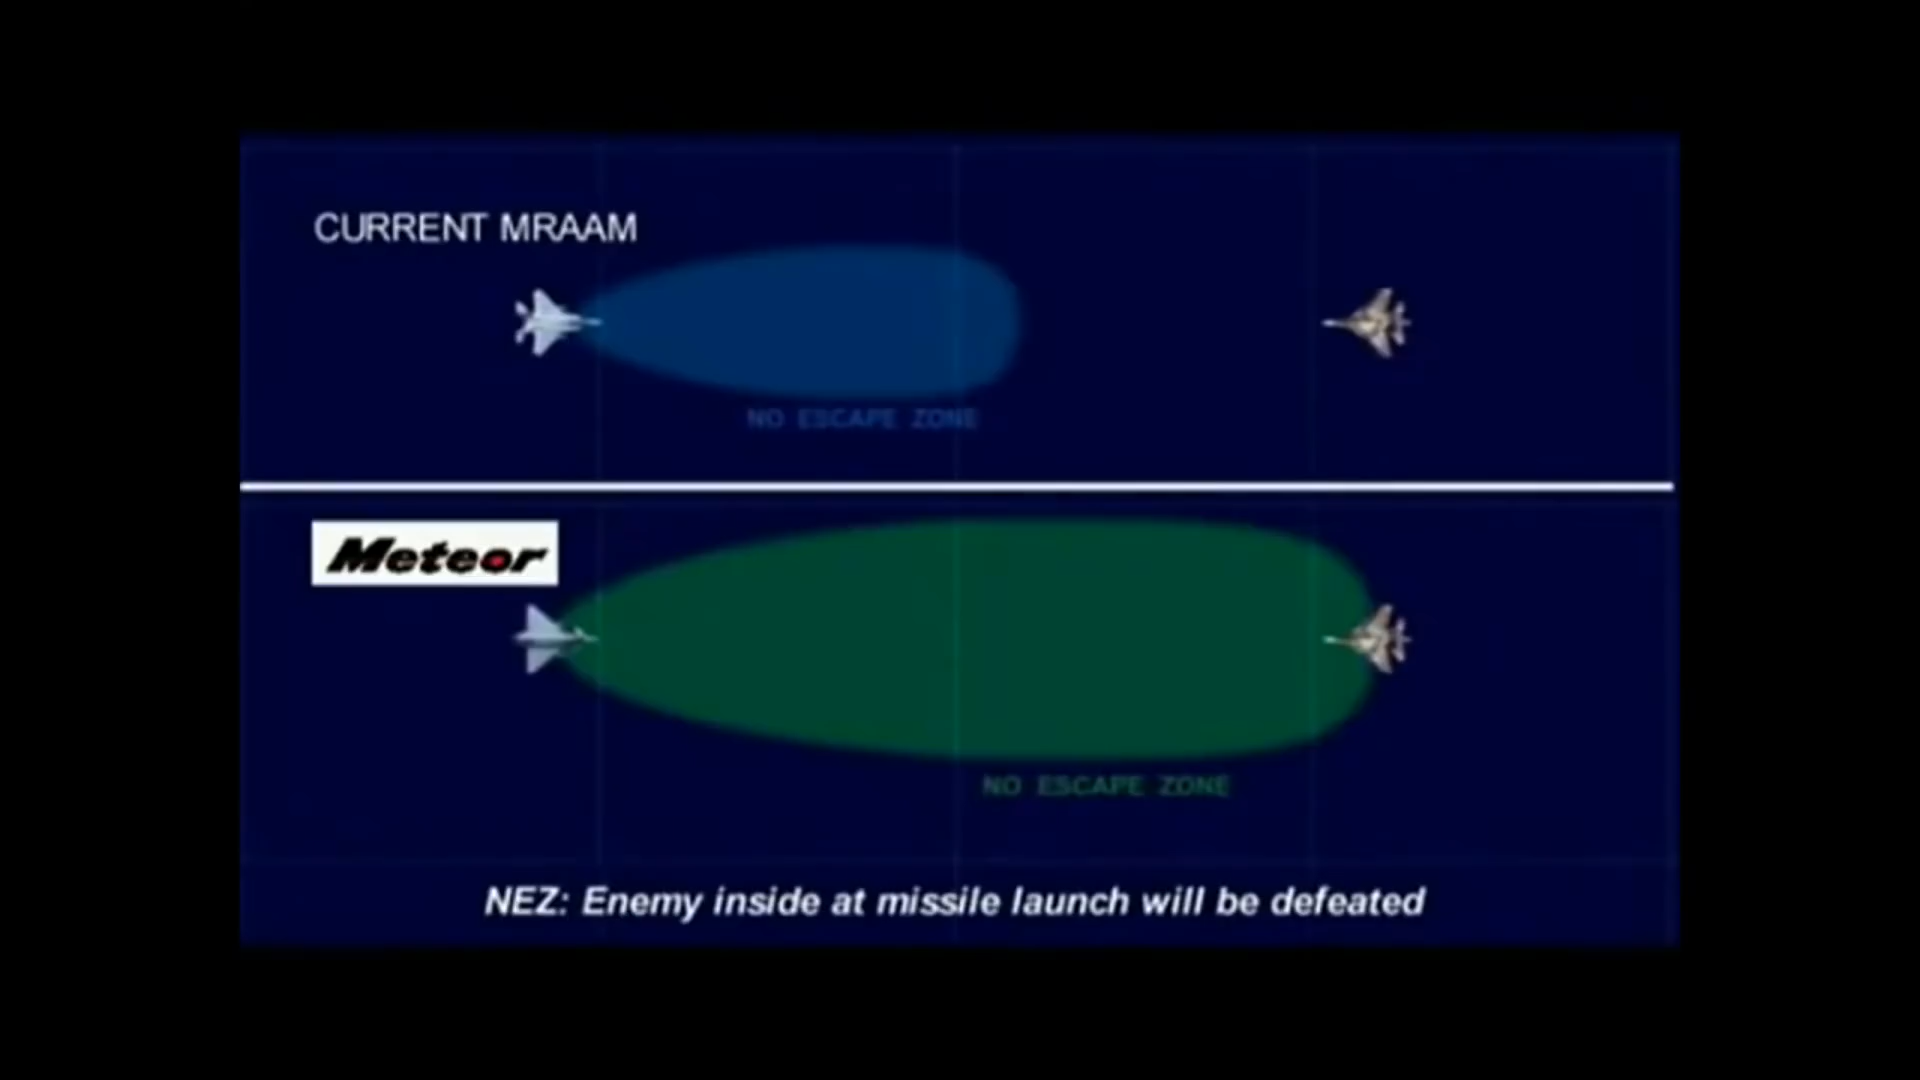 CURRENT MRAAM
NO ESCAPE ZONE
Meteor
NO ESCAPE ZONE
NEZ: Enemy inside at missile launch will be defeated